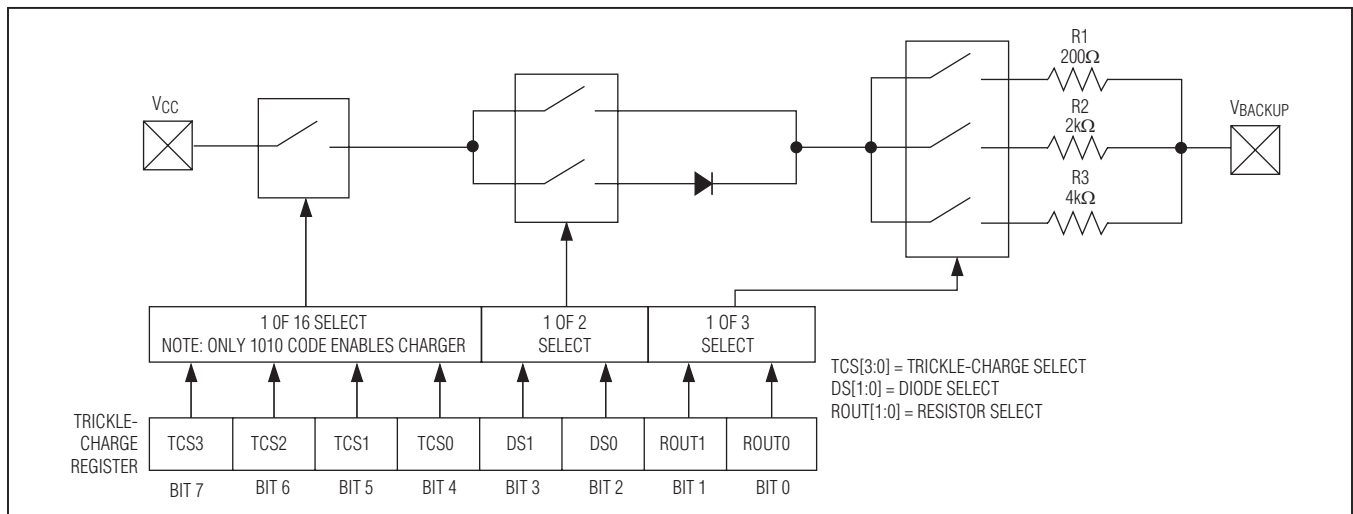 R1
200Ω
VCC
R2
2kΩ
VBACKUP
R3
4kΩ
1 0F 16 SELECT
NOTE: ONLY 1010 CODE ENABLES CHARGER
1 OF 2
SELECT
1 OF 3
SELECT
TCS[3:0] = TRICKLE-CHARGE SELECT
DS[1:0] = DIODE SELECT
ROUT[1:0] = RESISTOR SELECT
TRICKLE-
CHARGE
REGISTER
TCS3
TCS2
TCS1
TCS0
DS1
DS0
ROUT1
ROUT0
BIT 7
BIT 6
BIT 5
BIT 4
BIT 3
BIT 2
BIT 1
BIT 0